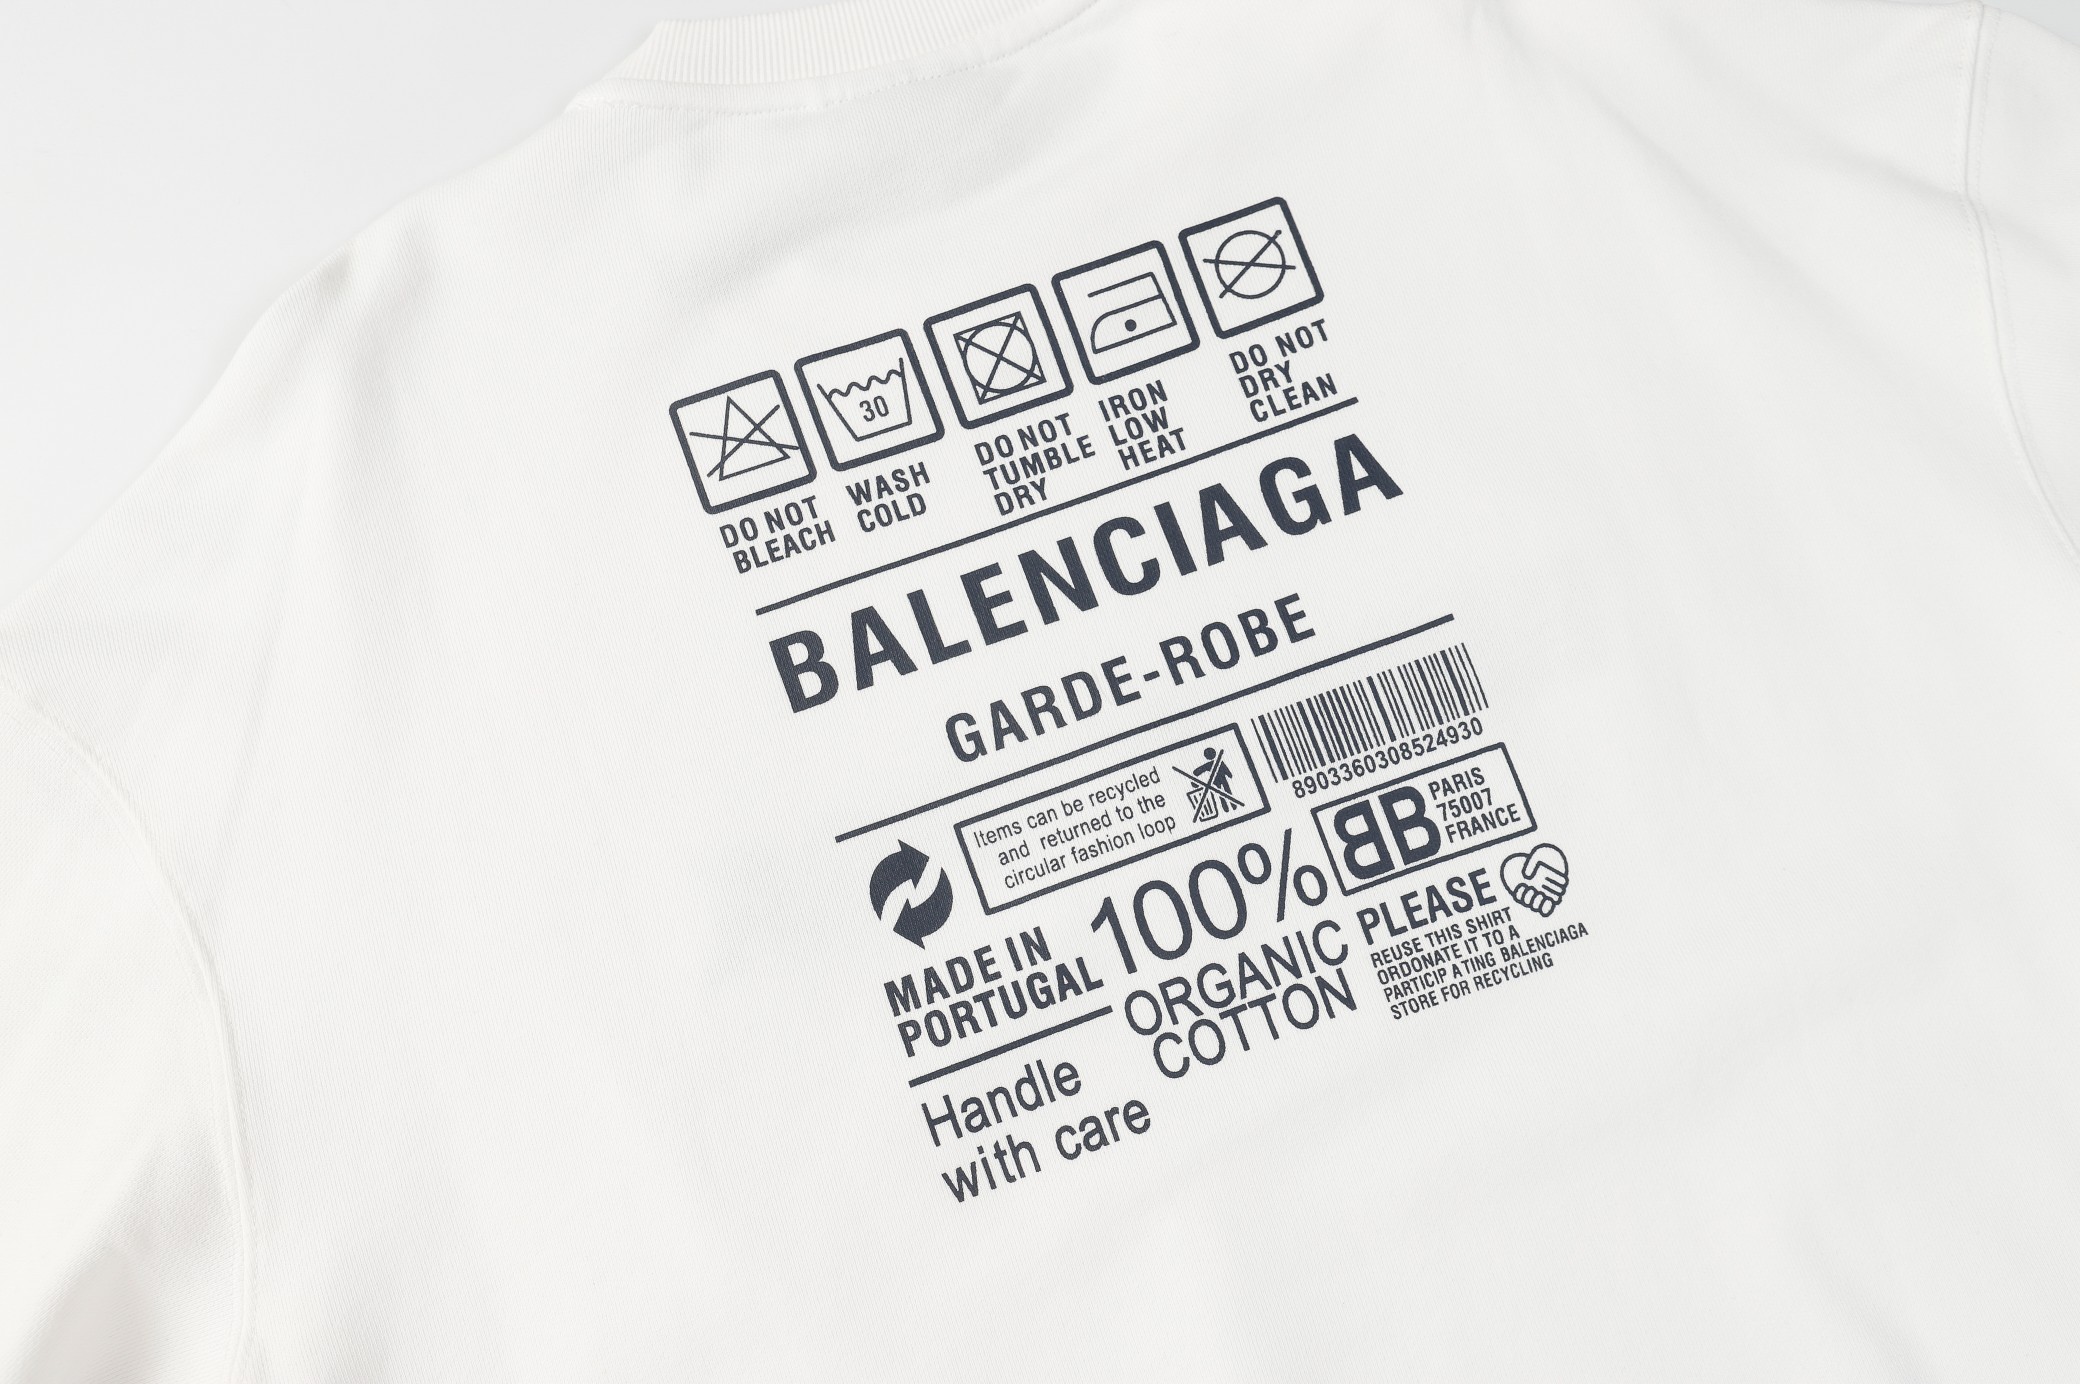 30
DO NOT
BLEACH
WASH
COLD
DO NOT
TUMBLE
DRY
IRON
LOW
HEAT
DO NOT
DRY
CLEAN
BALENCIAGA
GARDE-ROBE
Items can be recycled
and returned to the
circular fashion loop
8903360308524930
BB
PARIS
75007
FRANCE
MADE IN
PORTUGAL
100%
ORGANIC
COTTON
PLEASE
REUSE THIS SHIRT
ORDONATE IT TO A
PARTICIP ATING BALENCIAGA
STORE FOR RECYCLING
Handle
with care